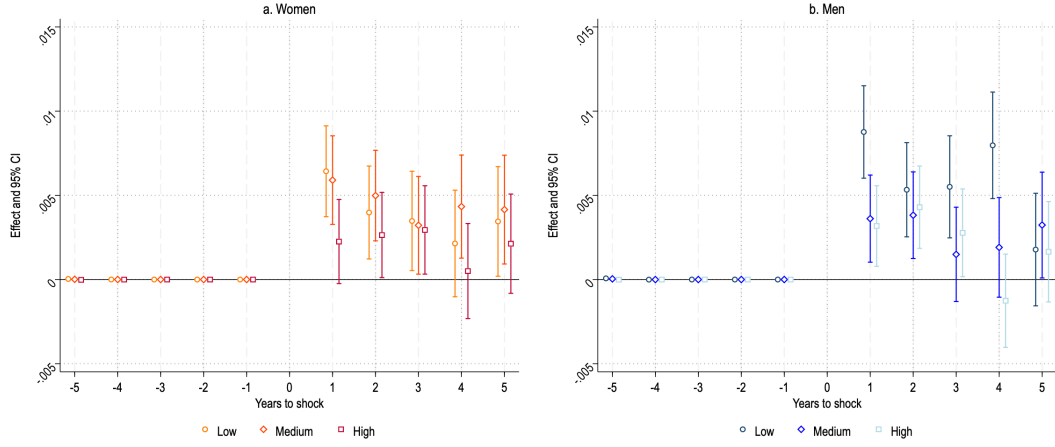 a. Women
Effect and 95% CI
.015
.01
.005
0
-.005
-5 -4 -3 -2 -1 0 1 2 3 4 5
Years to shock
Low Medium High
b. Men
Effect and 95% CI
.015
.01
.005
0
-.005
-5 -4 -3 -2 -1 0 1 2 3 4 5
Years to shock
Low Medium High